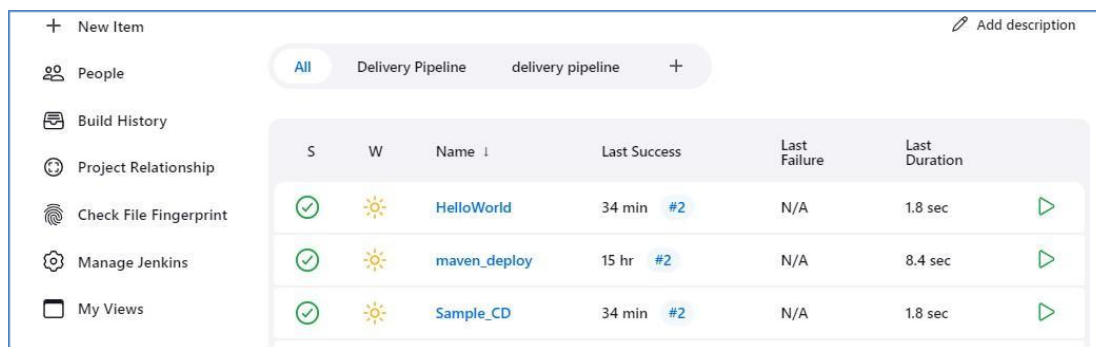 New Item
People
Build History
Project Relationship
Check File Fingerprint
Manage Jenkins
My Views
Add description
All Delivery Pipeline delivery pipeline +
S W Name ↓ Last Success Last Failure Last Duration
HelloWorld 34 min #2 N/A 1.8 sec
maven_deploy 15 hr #2 N/A 8.4 sec
Sample_CD 34 min #2 N/A 1.8 sec